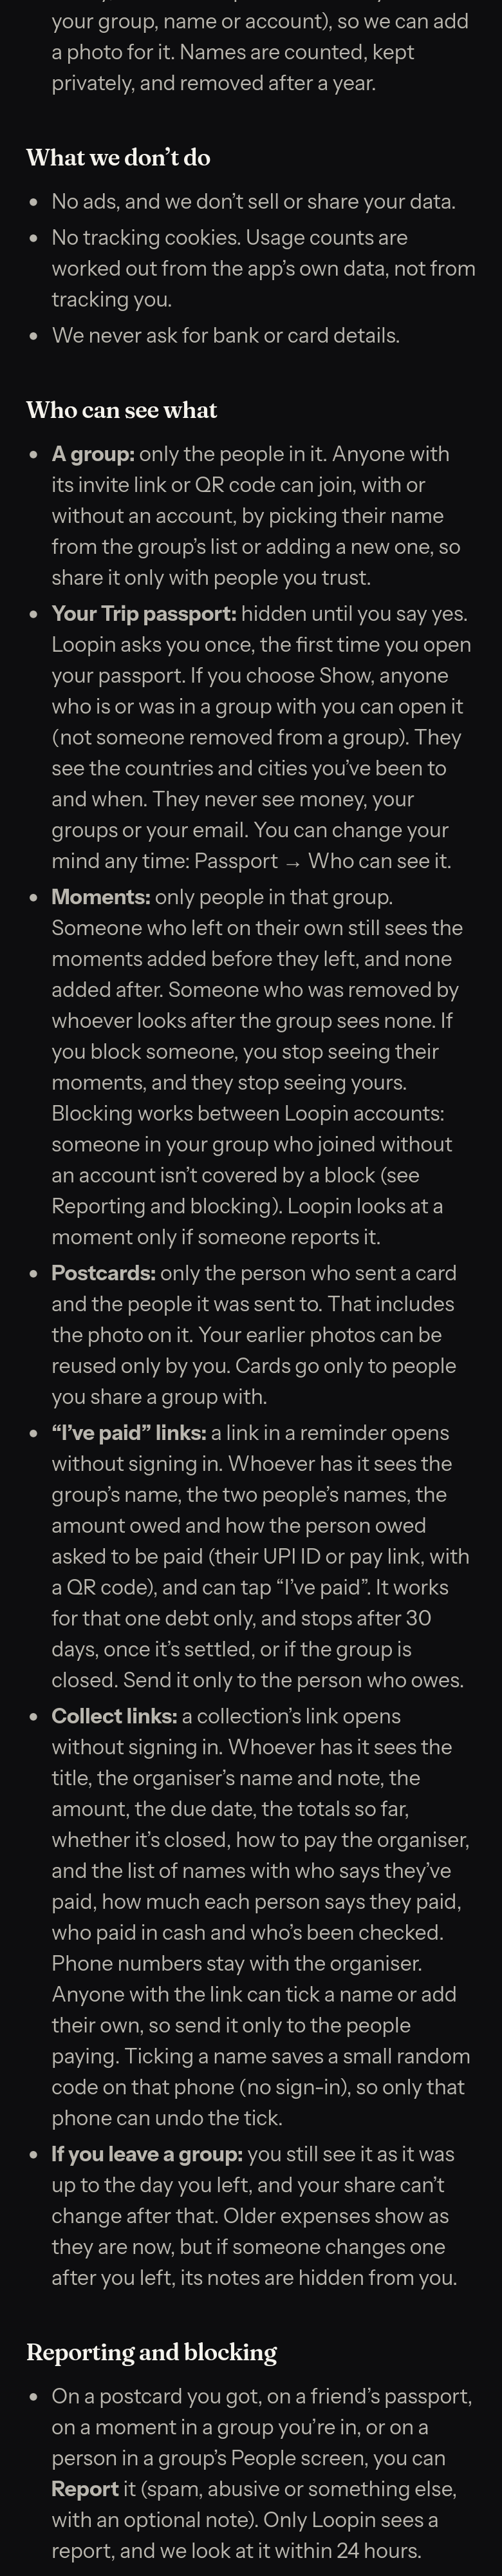 your group, name or account), so we can add
a photo for it. Names are counted, kept
privately, and removed after a year.
What we don’t do
• No ads, and we don’t sell or share your data.
• No tracking cookies. Usage counts are
worked out from the app’s own data, not from
tracking you.
• We never ask for bank or card details.
Who can see what
• A group: only the people in it. Anyone with
its invite link or QR code can join, with or
without an account, by picking their name
from the group’s list or adding a new one, so
share it only with people you trust.
• Your Trip passport: hidden until you say yes.
Loopin asks you once, the first time you open
your passport. If you choose Show, anyone
who is or was in a group with you can open it
(not someone removed from a group). They
see the countries and cities you’ve been to
and when. They never see money, your
groups or your email. You can change your
mind any time: Passport → Who can see it.
• Moments: only people in that group.
Someone who left on their own still sees the
moments added before they left, and none
added after. Someone who was removed by
whoever looks after the group sees none. If
you block someone, you stop seeing their
moments, and they stop seeing yours.
Blocking works between Loopin accounts:
someone in your group who joined without
an account isn’t covered by a block (see
Reporting and blocking). Loopin looks at a
moment only if someone reports it.
• Postcards: only the person who sent a card
and the people it was sent to. That includes
the photo on it. Your earlier photos can be
reused only by you. Cards go only to people
you share a group with.
• “I’ve paid” links: a link in a reminder opens
without signing in. Whoever has it sees the
group’s name, the two people’s names, the
amount owed and how the person owed
asked to be paid (their UPI ID or pay link, with
a QR code), and can tap “I’ve paid”. It works
for that one debt only, and stops after 30
days, once it’s settled, or if the group is
closed. Send it only to the person who owes.
• Collect links: a collection’s link opens
without signing in. Whoever has it sees the
title, the organiser’s name and note, the
amount, the due date, the totals so far,
whether it’s closed, how to pay the organiser,
and the list of names with who says they’ve
paid, how much each person says they paid,
who paid in cash and who’s been checked.
Phone numbers stay with the organiser.
Anyone with the link can tick a name or add
their own, so send it only to the people
paying. Ticking a name saves a small random
code on that phone (no sign-in), so only that
phone can undo the tick.
• If you leave a group: you still see it as it was
up to the day you left, and your share can’t
change after that. Older expenses show as
they are now, but if someone changes one
after you left, its notes are hidden from you.
Reporting and blocking
• On a postcard you got, on a friend’s passport,
on a moment in a group you’re in, or on a
person in a group’s People screen, you can
Report it (spam, abusive or something else,
with an optional note). Only Loopin sees a
report, and we look at it within 24 hours.